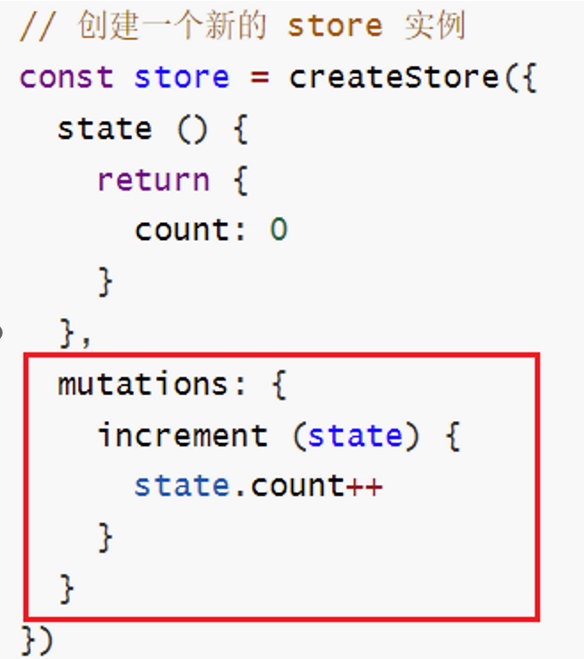 // 创建一个新的 store 实例
const store = createStore({
  state () {
    return {
      count: 0
    }
  },
  mutations: {
    increment (state) {
      state.count++
    }
  }
})